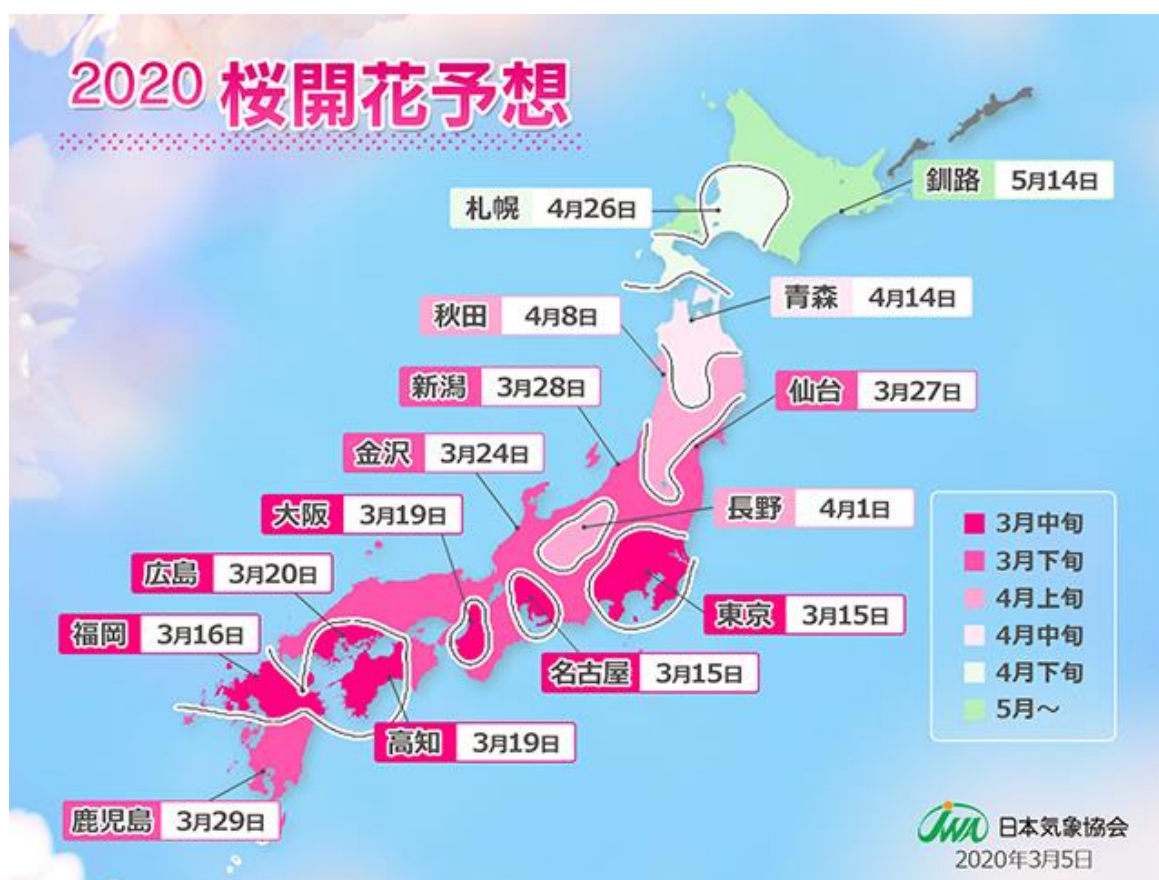 2020 桜開花予想
釧路 5月14日
札幌 4月26日
青森 4月14日
秋田 4月8日
新潟 3月28日
仙台 3月27日
金沢 3月24日
大阪 3月19日
長野 4月1日
広島 3月20日
東京 3月15日
福岡 3月16日
名古屋 3月15日
高知 3月19日
鹿児島 3月29日
3月中旬
3月下旬
4月上旬
4月中旬
4月下旬
5月～
JWA 日本気象協会
2020年3月5日